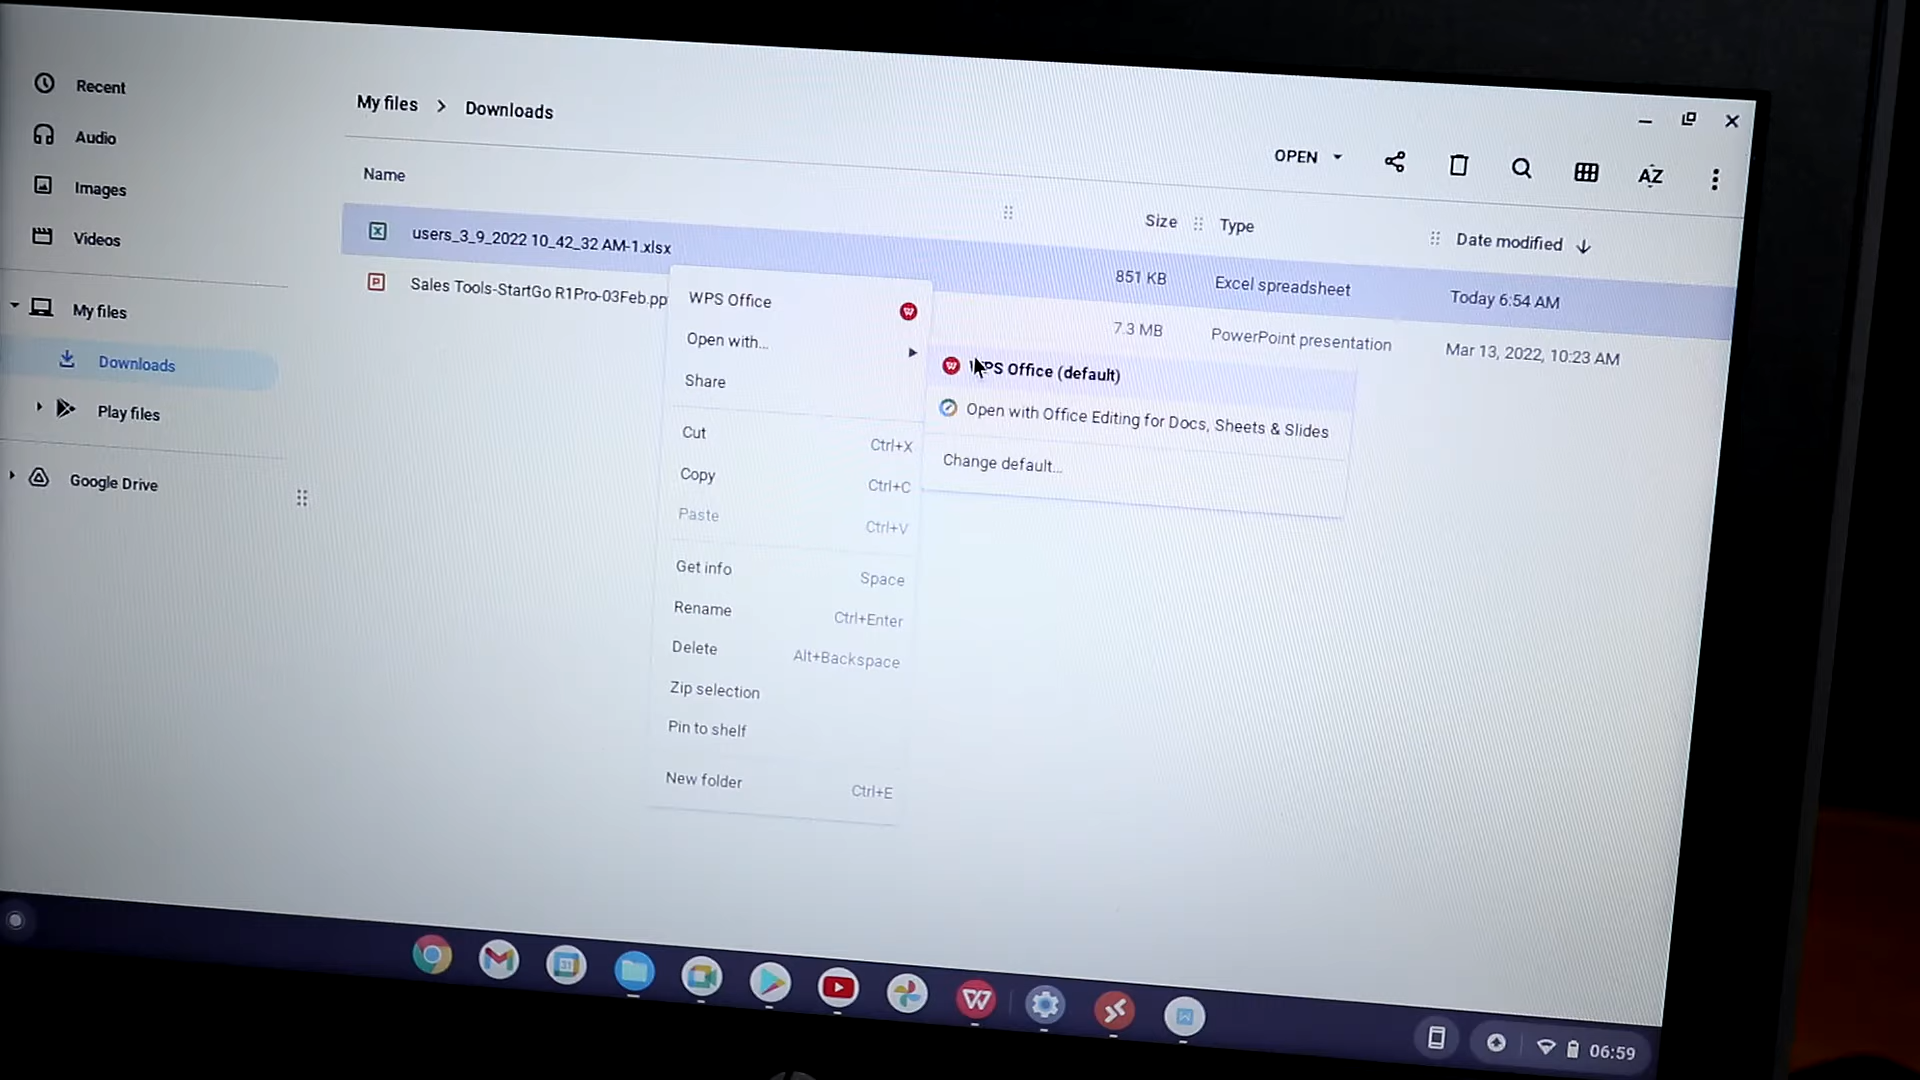 Recent
Audio
Images
Videos
My files
Downloads
Play files
Google Drive
My files > Downloads
OPEN
AZ
Name
Size
Type
Date modified
users_3_9_2022 10_42_32 AM-1.xlsx
851 KB
Excel spreadsheet
Today 6:54 AM
Sales Tools-StartGo R1Pro-03Feb.pp
7.3 MB
PowerPoint presentation
Mar 13, 2022, 10:23 AM
WPS Office
Open with...
Share
Cut Ctrl+X
Copy Ctrl+C
Paste Ctrl+V
Get info Space
Rename Ctrl+Enter
Delete Alt+Backspace
Zip selection
Pin to shelf
New folder Ctrl+E
WPS Office (default)
Open with Office Editing for Docs, Sheets & Slides
Change default...
31
06:59